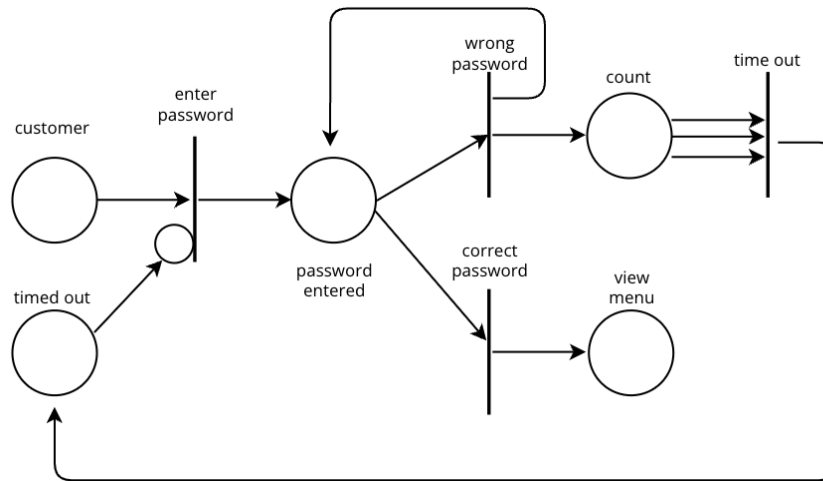 customer
enter
password
timed out
password
entered
wrong
password
correct
password
count
view
menu
time out